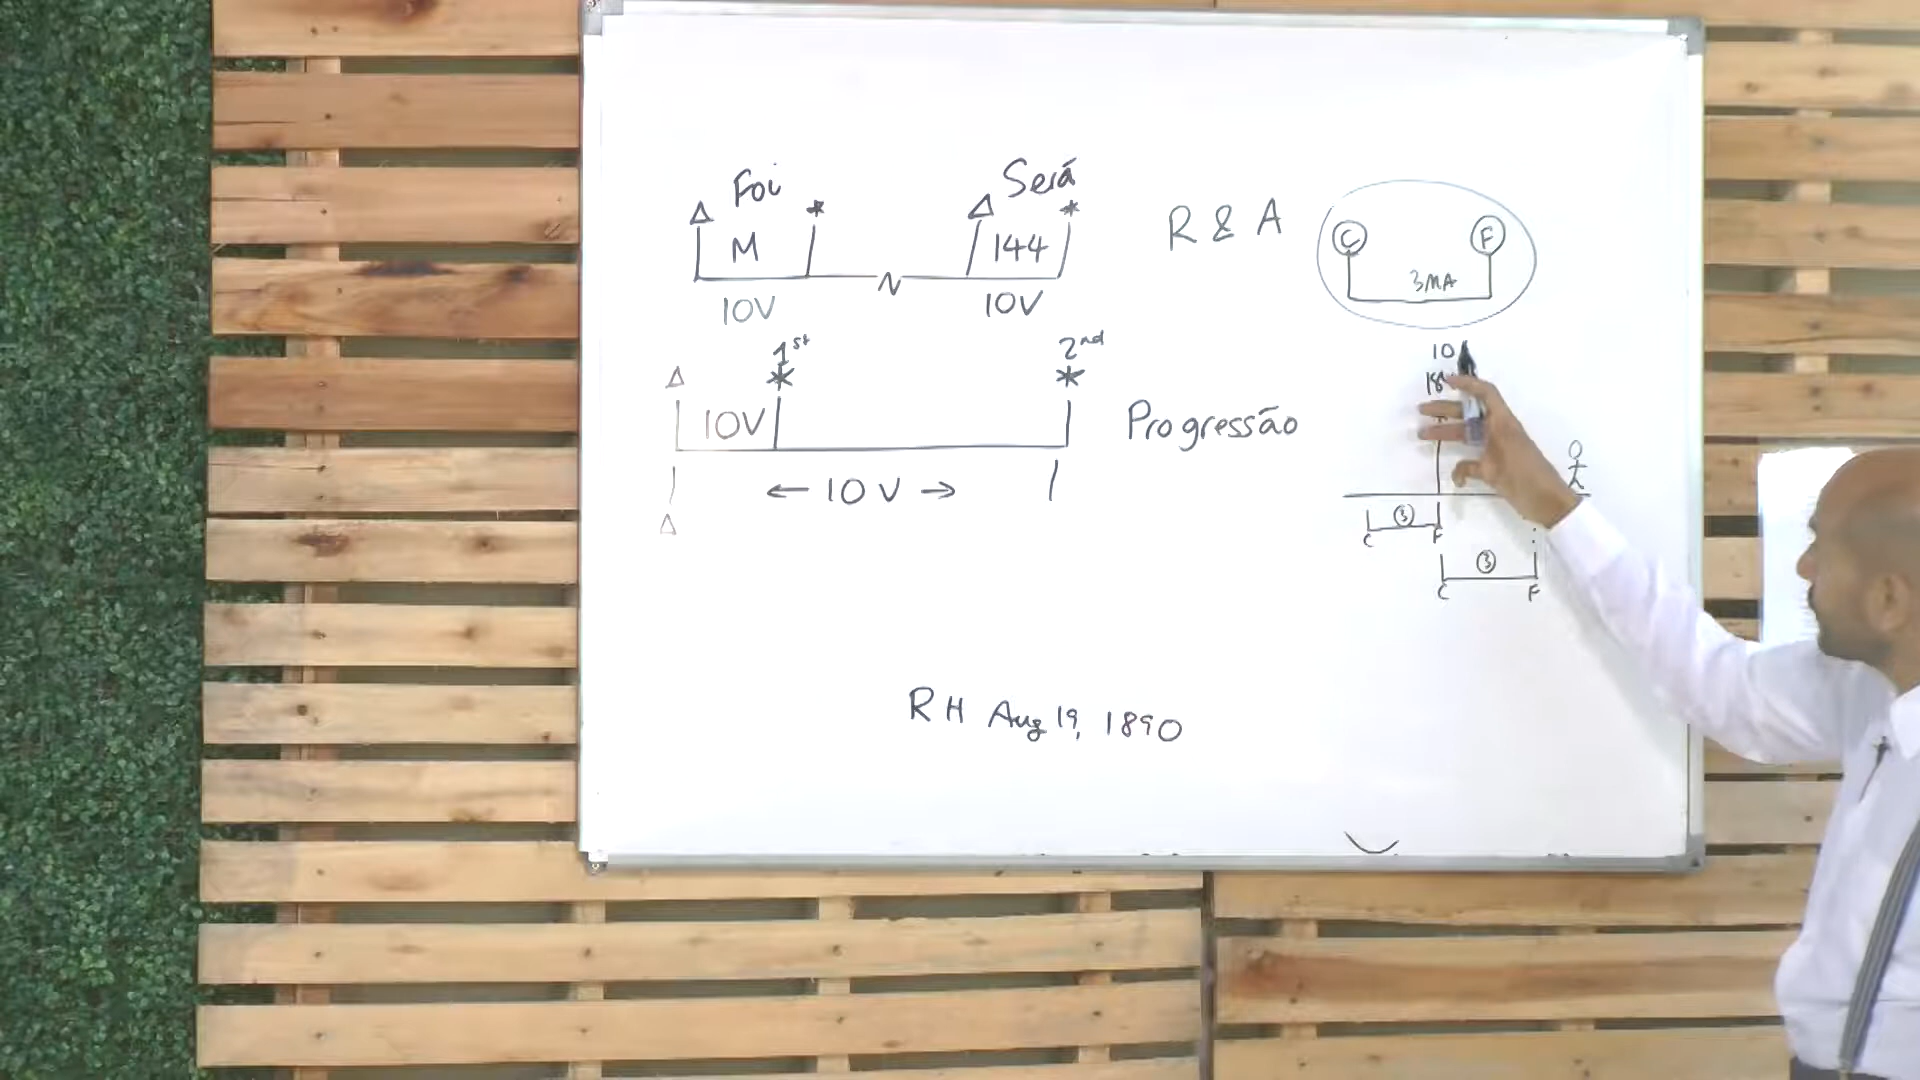 Foi
Será
M
144
10V
10V
R & A
C
F
3MA
1st
2nd
10V
Progressão
← 10 V →
10
3
C
F
3
C
F
RH Aug 19, 1890